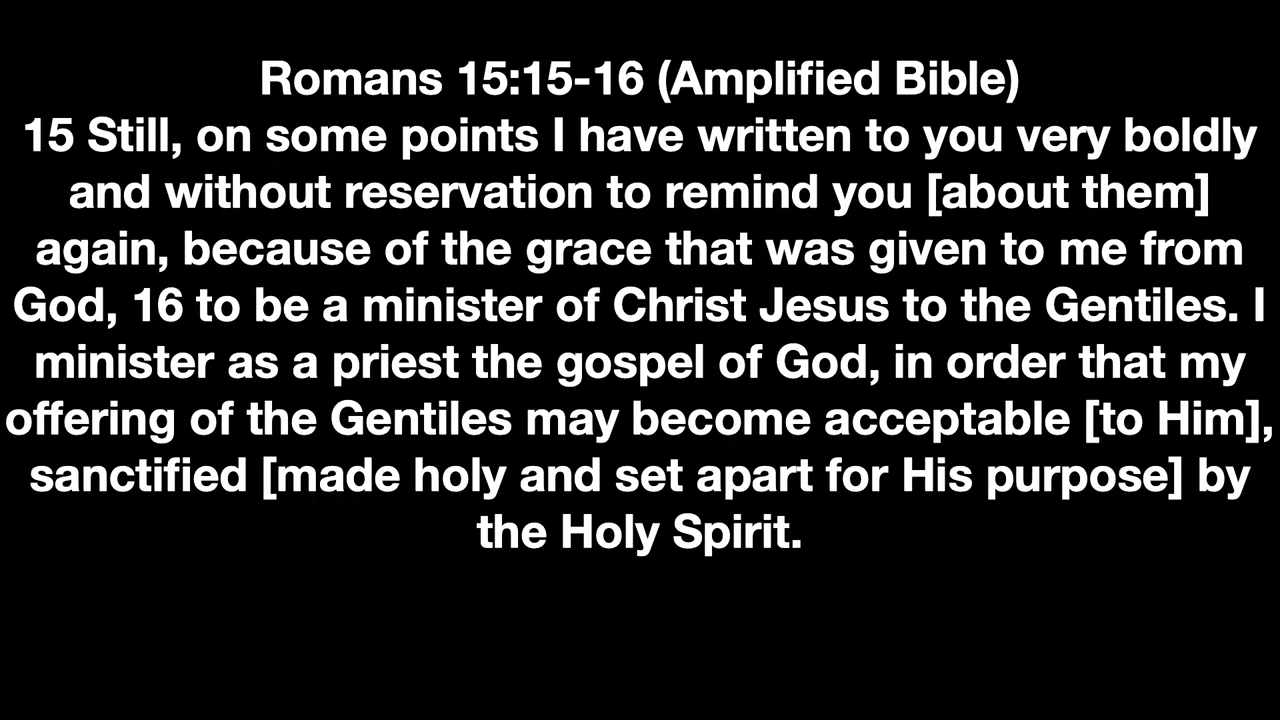 Romans 15:15-16 (Amplified Bible)
15 Still, on some points I have written to you very boldly
and without reservation to remind you [about them]
again, because of the grace that was given to me from
God, 16 to be a minister of Christ Jesus to the Gentiles. I
minister as a priest the gospel of God, in order that my
offering of the Gentiles may become acceptable [to Him],
sanctified [made holy and set apart for His purpose] by
the Holy Spirit.